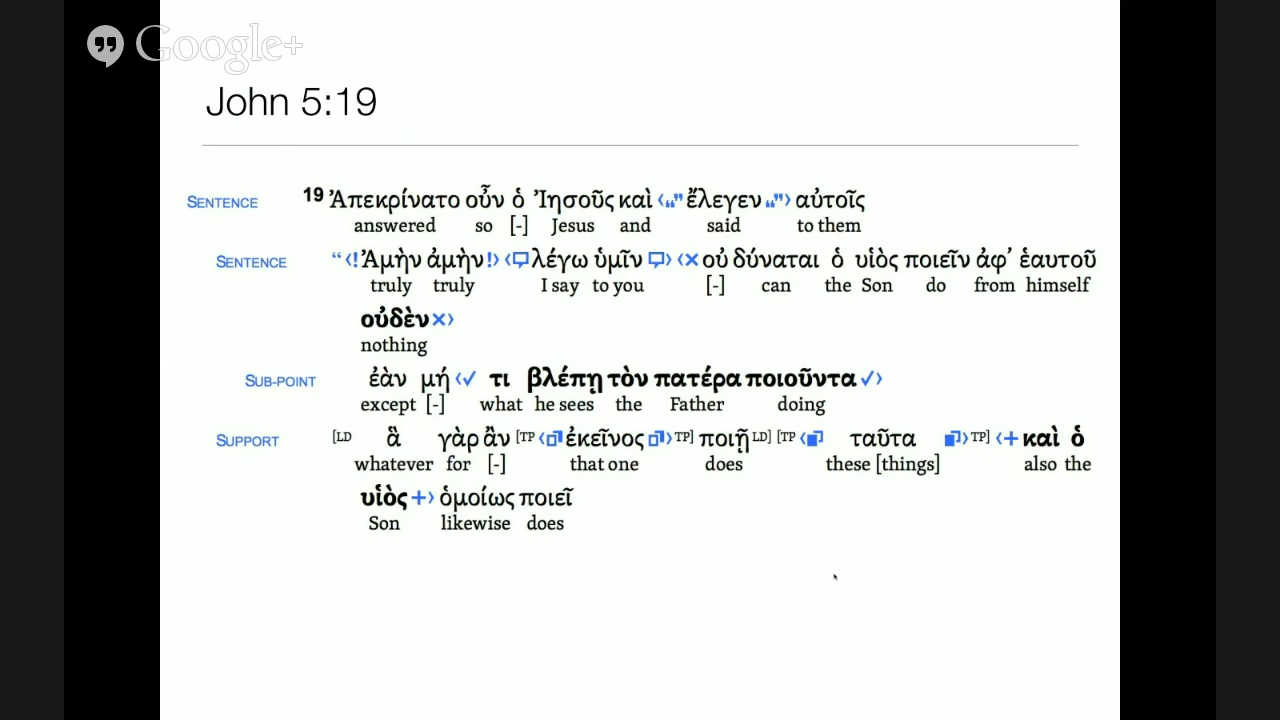 Google+
John 5:19
SENTENCE 19 Ἀπεκρίνατο οὖν ὁ Ἰησοῦς καὶ ‹“”ἔλεγεν “”› αὐτοῖς
answered so [-] Jesus and said to them
SENTENCE “‹!Ἀμὴν ἀμὴν!› ‹λέγω ὑμῖν › ‹×οὐ δύναται ὁ υἱὸς ποιεῖν ἀφ’ ἑαυτοῦ
truly truly I say to you [-] can the Son do from himself
οὐδὲν×›
nothing
SUB-POINT ἐὰν μή ‹✓ τι βλέπῃ τὸν πατέρα ποιοῦντα ✓›
except [-] what he sees the Father doing
SUPPORT [LD ἃ γὰρ ἂν [TP ‹ἐκεῖνος › TP] ποιῇ LD] [TP ‹ ταῦτα › TP] ‹+ καὶ ὁ
whatever for [-] that one does these [things] also the
υἱὸς +› ὁμοίως ποιεῖ
Son likewise does